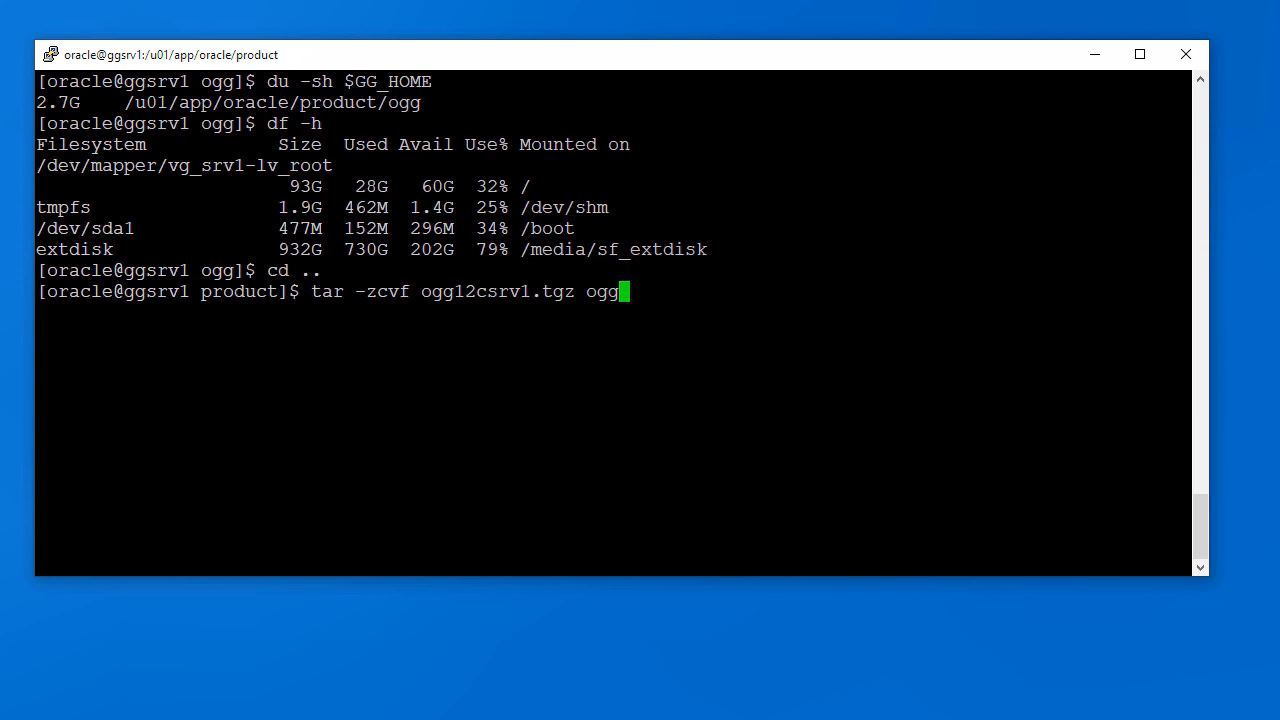 oracle@ggsrv1:/u01/app/oracle/product
[oracle@ggsrv1 ogg]$ du -sh $GG_HOME
2.7G    /u01/app/oracle/product/ogg
[oracle@ggsrv1 ogg]$ df -h
Filesystem            Size  Used Avail Use% Mounted on
/dev/mapper/vg_srv1-lv_root
                       93G   28G   60G  32% /
tmpfs                 1.9G  462M  1.4G  25% /dev/shm
/dev/sda1             477M  152M  296M  34% /boot
extdisk               932G  730G  202G  79% /media/sf_extdisk
[oracle@ggsrv1 ogg]$ cd ..
[oracle@ggsrv1 product]$ tar -zcvf ogg12csrv1.tgz ogg